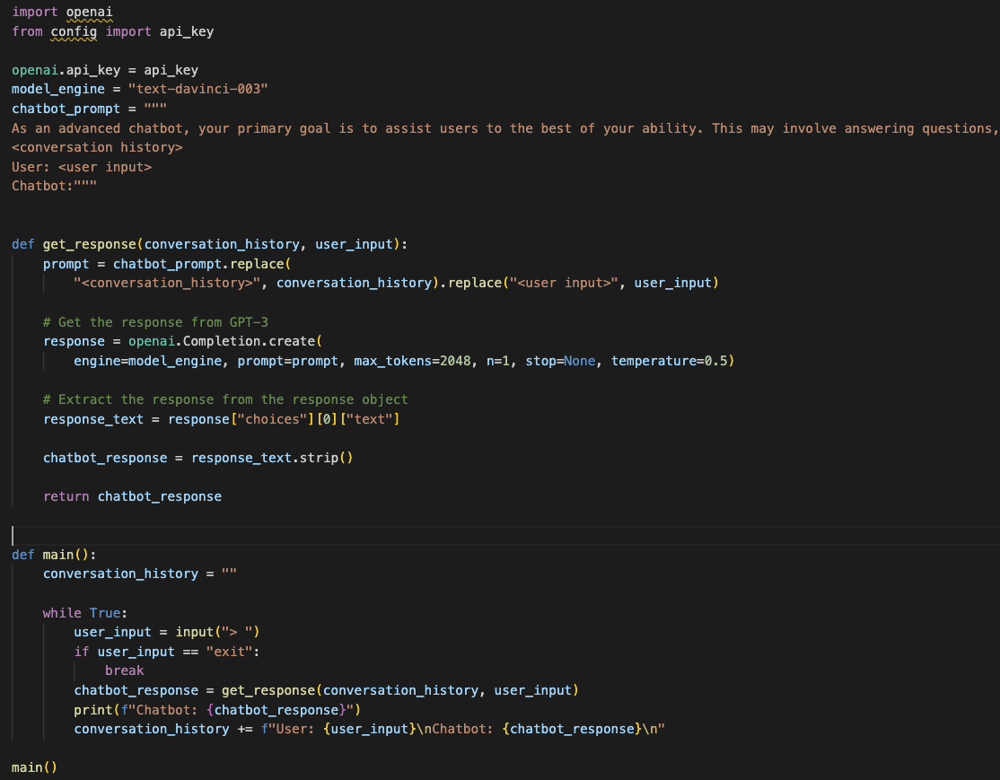 import openai
from config import api_key

openai.api_key = api_key
model_engine = "text-davinci-003"
chatbot_prompt = """
As an advanced chatbot, your primary goal is to assist users to the best of your ability. This may involve answering questions,
<conversation history>
User: <user input>
Chatbot:"""

def get_response(conversation_history, user_input):
    prompt = chatbot_prompt.replace(
        "<conversation_history>", conversation_history).replace("<user input>", user_input)

    # Get the response from GPT-3
    response = openai.Completion.create(
        engine=model_engine, prompt=prompt, max_tokens=2048, n=1, stop=None, temperature=0.5)

    # Extract the response from the response object
    response_text = response["choices"][0]["text"]

    chatbot_response = response_text.strip()

    return chatbot_response

def main():
    conversation_history = ""

    while True:
        user_input = input("> ")
        if user_input == "exit":
            break
        chatbot_response = get_response(conversation_history, user_input)
        print(f"Chatbot: {chatbot_response}")
        conversation_history += f"User: {user_input}\nChatbot: {chatbot_response}\n"

main()